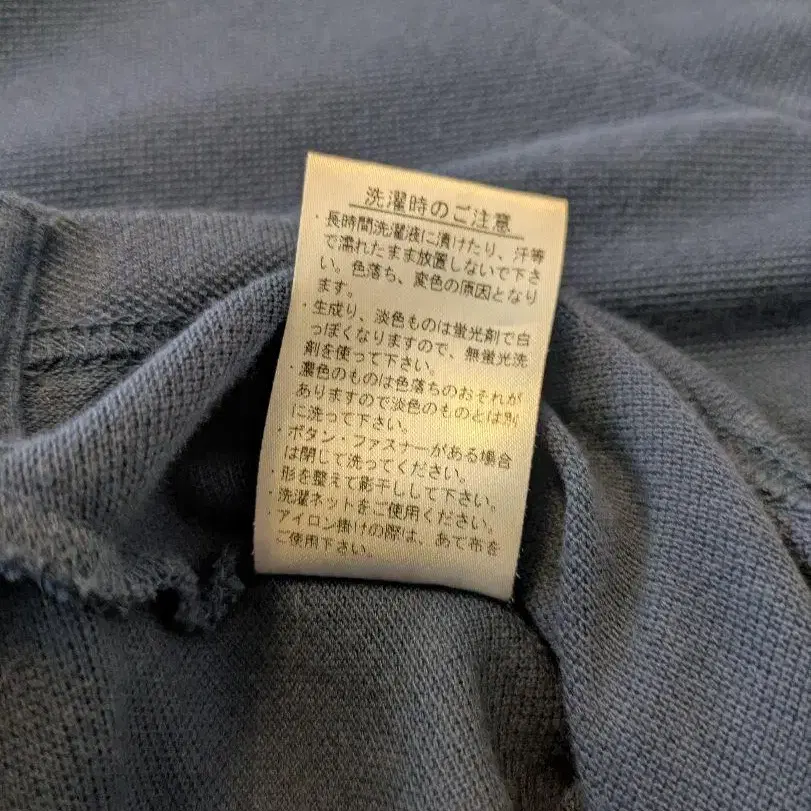 洗濯時のご注意
・長時間洗濯液に漬けたり、汗等
で濡れたまま放置しないで下さ
い。色落ち、変色の原因となり
ます。
・生成り、淡色ものは蛍光剤で白
っぽくなりますので、無蛍光洗
剤を使って下さい。
・濃色のものは色落ちのおそれが
ありますので淡色のものとは別
に洗って下さい。
・ボタン・ファスナーがある場合
は閉じて洗ってください。
・形を整えて影干しして下さい。
・洗濯ネットをご使用ください。
・アイロン掛けの際は、あて布を
ご使用下さい。